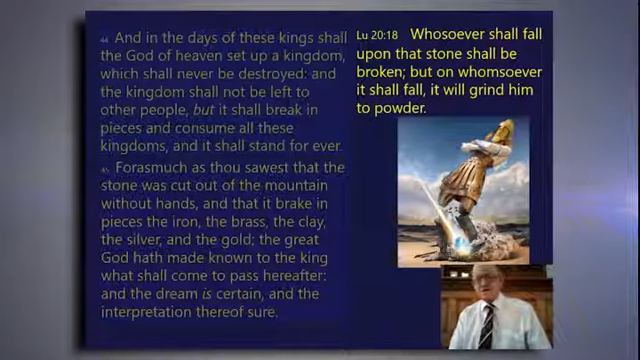 44 And in the days of these kings shall
the God of heaven set up a kingdom,
which shall never be destroyed: and
the kingdom shall not be left to
other people, but it shall break in
pieces and consume all these
kingdoms, and it shall stand for ever.
45 Forasmuch as thou sawest that the
stone was cut out of the mountain
without hands, and that it brake in
pieces the iron, the brass, the clay,
the silver, and the gold; the great
God hath made known to the king
what shall come to pass hereafter:
and the dream is certain, and the
interpretation thereof sure.
Lu 20:18 Whosoever shall fall
upon that stone shall be
broken; but on whomsoever
it shall fall, it will grind him
to powder.